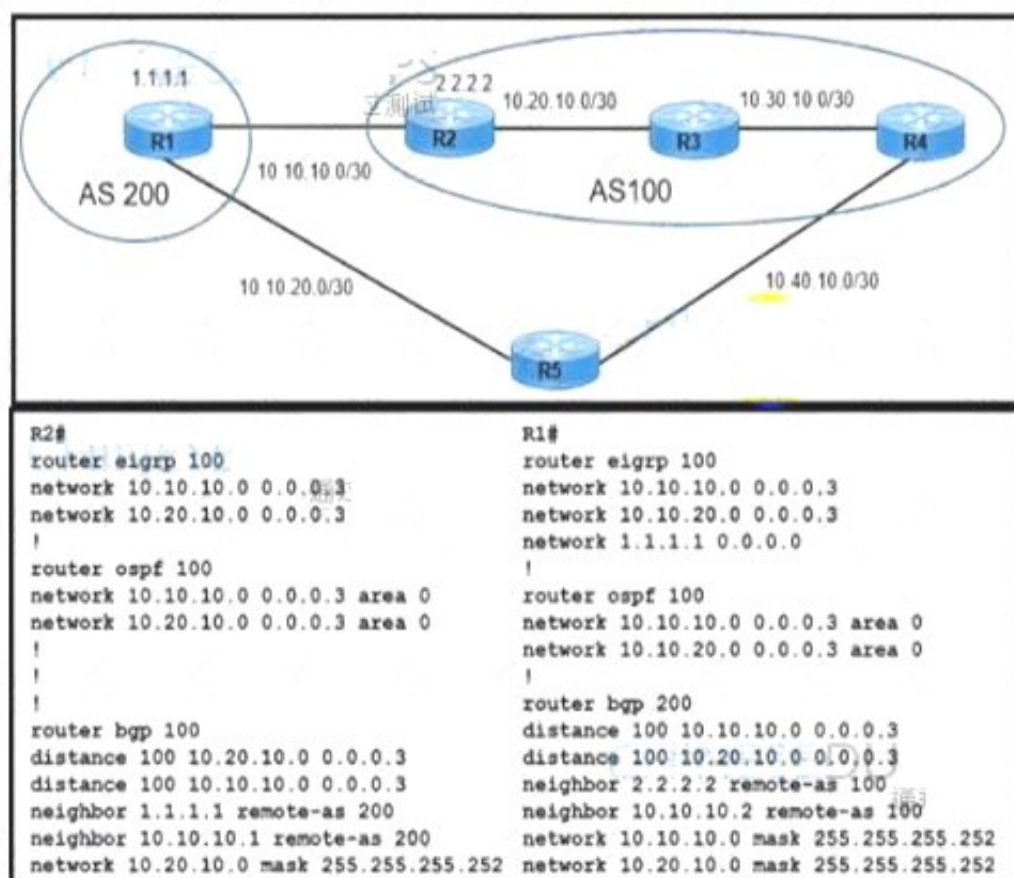 1.1.1.1
2 2 2 2
立测试
10.20.10 0/30
10 30.10 0/30
R1
R2
R3
R4
10 10.10 0/30
AS 200
AS100
10 10.20.0/30
10 40.10.0/30
R5
R2#
router eigrp 100
network 10.10.10.0 0.0.0.3
network 10.20.10.0 0.0.0.3
!
router ospf 100
network 10.10.10.0 0.0.0.3 area 0
network 10.20.10.0 0.0.0.3 area 0
!
!
!
router bgp 100
distance 100 10.20.10.0 0.0.0.3
distance 100 10.10.10.0 0.0.0.3
neighbor 1.1.1.1 remote-as 200
neighbor 10.10.10.1 remote-as 200
network 10.20.10.0 mask 255.255.255.252
R1#
router eigrp 100
network 10.10.10.0 0.0.0.3
network 10.10.20.0 0.0.0.3
network 1.1.1.1 0.0.0.0
!
router ospf 100
network 10.10.10.0 0.0.0.3 area 0
network 10.10.20.0 0.0.0.3 area 0
!
router bgp 200
distance 100 10.10.10.0 0.0.0.3
distance 100 10.20.10.0 0.0.0.3
neighbor 2.2.2.2 remote-as 100
neighbor 10.10.10.2 remote-as 100
network 10.10.10.0 mask 255.255.255.252
network 10.20.10.0 mask 255.255.255.252